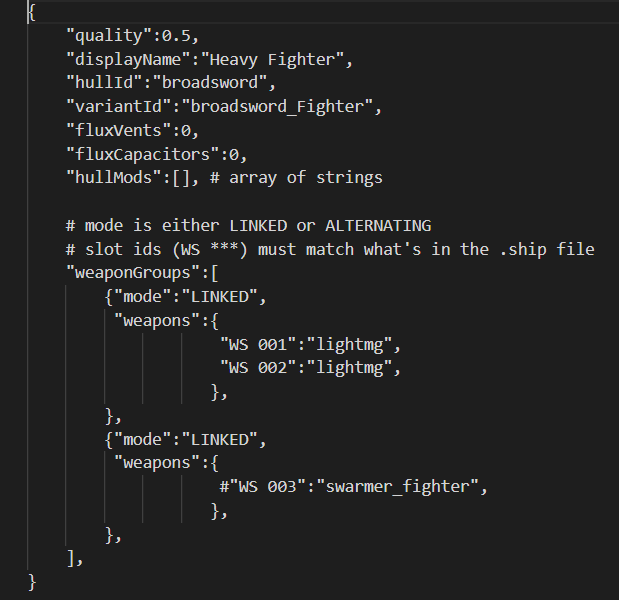 {
"quality":0.5,
"displayName":"Heavy Fighter",
"hullId":"broadsword",
"variantId":"broadsword_Fighter",
"fluxVents":0,
"fluxCapacitors":0,
"hullMods":[], # array of strings
# mode is either LINKED or ALTERNATING
# slot ids (WS ***) must match what's in the .ship file
"weaponGroups":[
{"mode":"LINKED",
"weapons":{
"WS 001":"lightmg",
"WS 002":"lightmg",
},
},
{"mode":"LINKED",
"weapons":{
#"WS 003":"swarmer_fighter",
},
},
],
}